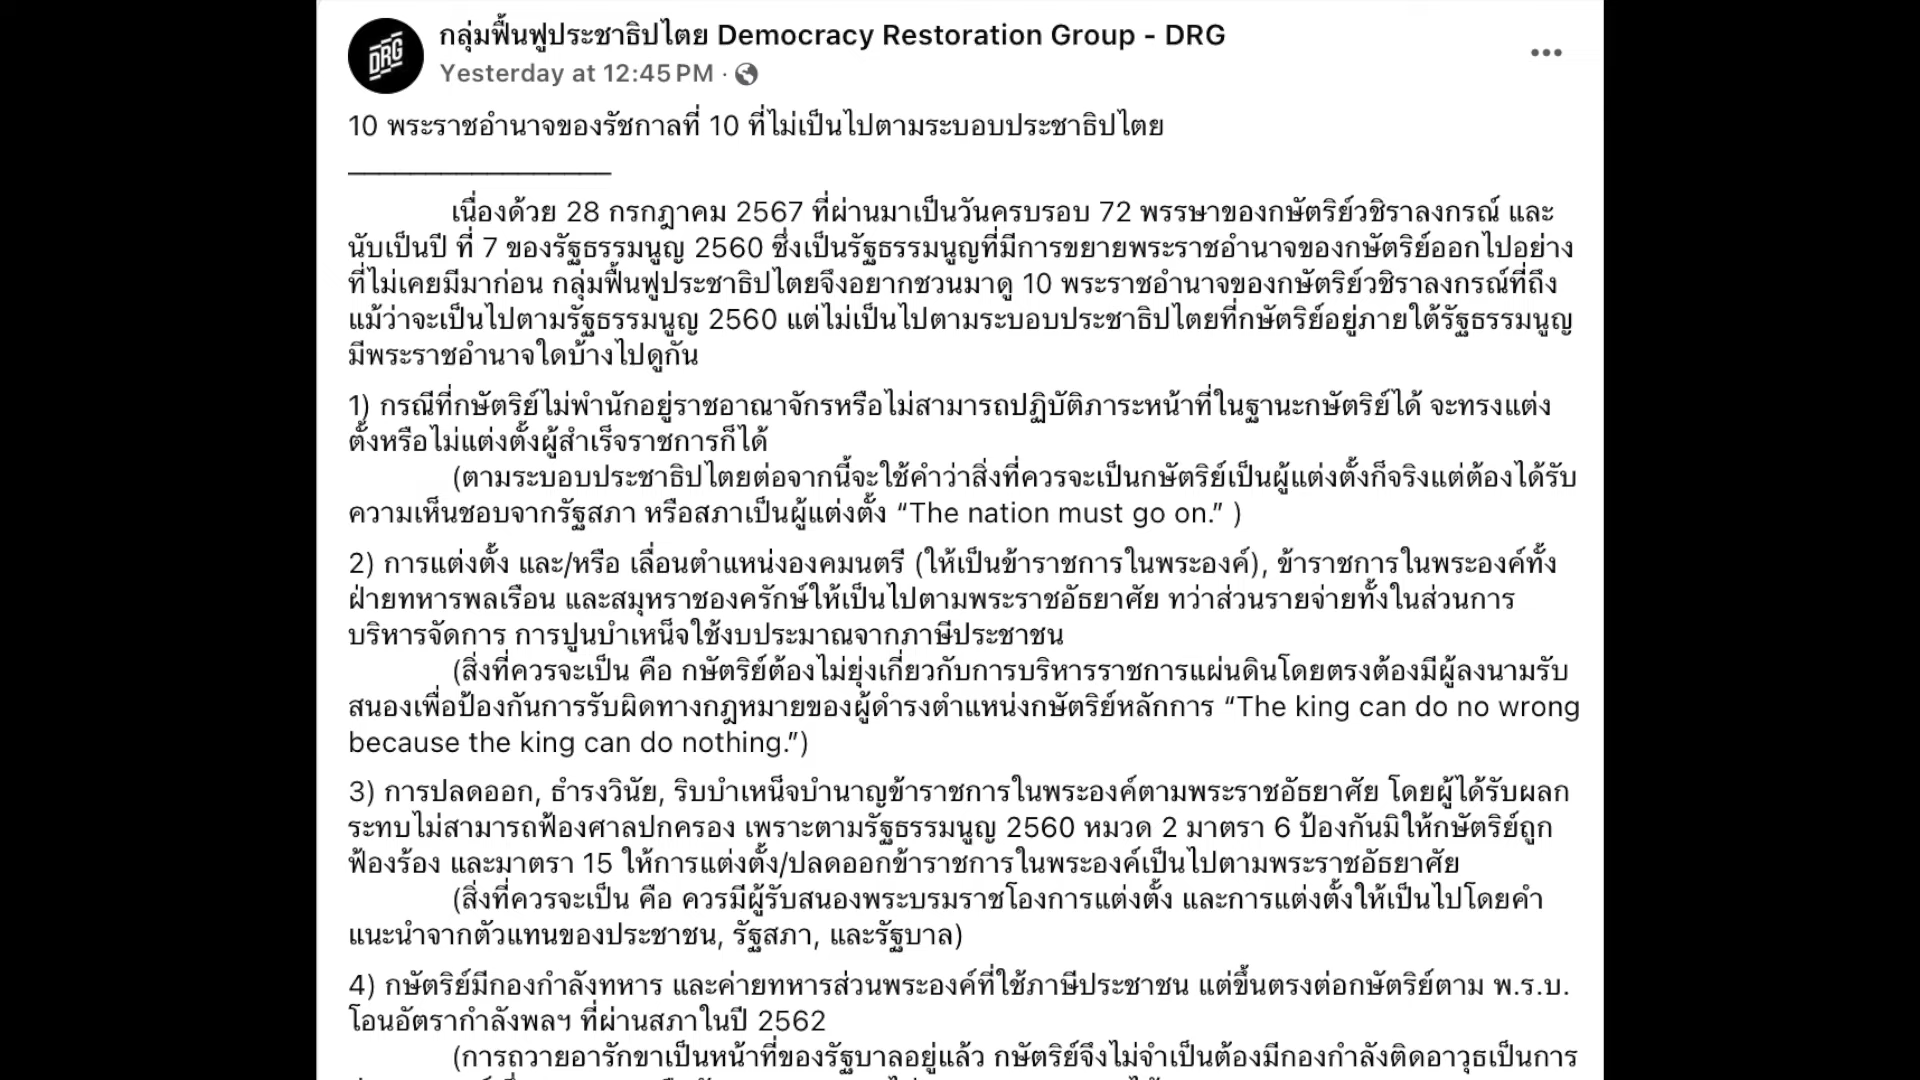 DRG
กลุ่มฟื้นฟูประชาธิปไตย Democracy Restoration Group - DRG
Yesterday at 12:45 PM ·
10 พระราชอำนาจของรัชกาลที่ 10 ที่ไม่เป็นไปตามระบอบประชาธิปไตย
___________________
เนื่องด้วย 28 กรกฎาคม 2567 ที่ผ่านมาเป็นวันครบรอบ 72 พรรษาของกษัตริย์วชิราลงกรณ์ และ
นับเป็นปี ที่ 7 ของรัฐธรรมนูญ 2560 ซึ่งเป็นรัฐธรรมนูญที่มีการขยายพระราชอำนาจของกษัตริย์ออกไปอย่าง
ที่ไม่เคยมีมาก่อน กลุ่มฟื้นฟูประชาธิปไตยจึงอยากชวนมาดู 10 พระราชอำนาจของกษัตริย์วชิราลงกรณ์ที่ถึง
แม้ว่าจะเป็นไปตามรัฐธรรมนูญ 2560 แต่ไม่เป็นไปตามระบอบประชาธิปไตยที่กษัตริย์อยู่ภายใต้รัฐธรรมนูญ
มีพระราชอำนาจใดบ้างไปดูกัน
1) กรณีที่กษัตริย์ไม่พำนักอยู่ราชอาณาจักรหรือไม่สามารถปฏิบัติภาระหน้าที่ในฐานะกษัตริย์ได้ จะทรงแต่ง
ตั้งหรือไม่แต่งตั้งผู้สำเร็จราชการก็ได้
(ตามระบอบประชาธิปไตยต่อจากนี้จะใช้คำว่าสิ่งที่ควรจะเป็นกษัตริย์เป็นผู้แต่งตั้งก็จริงแต่ต้องได้รับ
ความเห็นชอบจากรัฐสภา หรือสภาเป็นผู้แต่งตั้ง “The nation must go on.” )
2) การแต่งตั้ง และ/หรือ เลื่อนตำแหน่งองคมนตรี (ให้เป็นข้าราชการในพระองค์), ข้าราชการในพระองค์ทั้ง
ฝ่ายทหารพลเรือน และสมุหราชองครักษ์ให้เป็นไปตามพระราชอัธยาศัย ทว่าส่วนรายจ่ายทั้งในส่วนการ
บริหารจัดการ การปูนบำเหน็จใช้งบประมาณจากภาษีประชาชน
(สิ่งที่ควรจะเป็น คือ กษัตริย์ต้องไม่ยุ่งเกี่ยวกับการบริหารราชการแผ่นดินโดยตรงต้องมีผู้ลงนามรับ
สนองเพื่อป้องกันการรับผิดทางกฎหมายของผู้ดำรงตำแหน่งกษัตริย์หลักการ “The king can do no wrong
because the king can do nothing.”)
3) การปลดออก, ธำรงวินัย, ริบบำเหน็จบำนาญข้าราชการในพระองค์ตามพระราชอัธยาศัย โดยผู้ได้รับผลก
ระทบไม่สามารถฟ้องศาลปกครอง เพราะตามรัฐธรรมนูญ 2560 หมวด 2 มาตรา 6 ป้องกันมิให้กษัตริย์ถูก
ฟ้องร้อง และมาตรา 15 ให้การแต่งตั้ง/ปลดออกข้าราชการในพระองค์เป็นไปตามพระราชอัธยาศัย
(สิ่งที่ควรจะเป็น คือ ควรมีผู้รับสนองพระบรมราชโองการแต่งตั้ง และการแต่งตั้งให้เป็นไปโดยคำ
แนะนำจากตัวแทนของประชาชน, รัฐสภา, และรัฐบาล)
4) กษัตริย์มีกองกำลังทหาร และค่ายทหารส่วนพระองค์ที่ใช้ภาษีประชาชน แต่ขึ้นตรงต่อกษัตริย์ตาม พ.ร.บ.
โอนอัตรากำลังพลฯ ที่ผ่านสภาในปี 2562
(การถวายอารักขาเป็นหน้าที่ของรัฐบาลอยู่แล้ว กษัตริย์จึงไม่จำเป็นต้องมีกองกำลังติดอาวุธเป็นการ